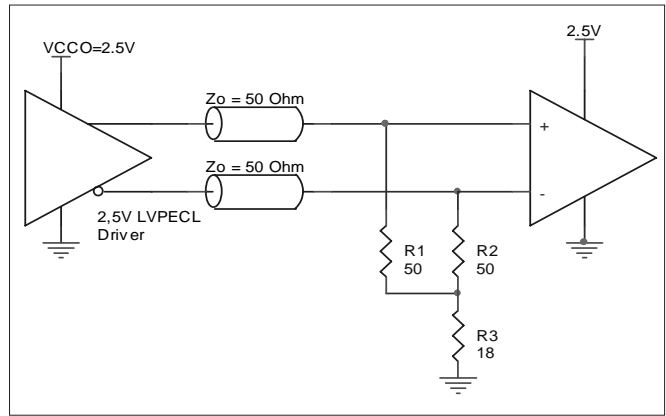 VCCO=2.5V
2.5V
Zo = 50 Ohm
+
Zo = 50 Ohm
-
2,5V LVPECL
Driver
R1
50
R2
50
R3
18